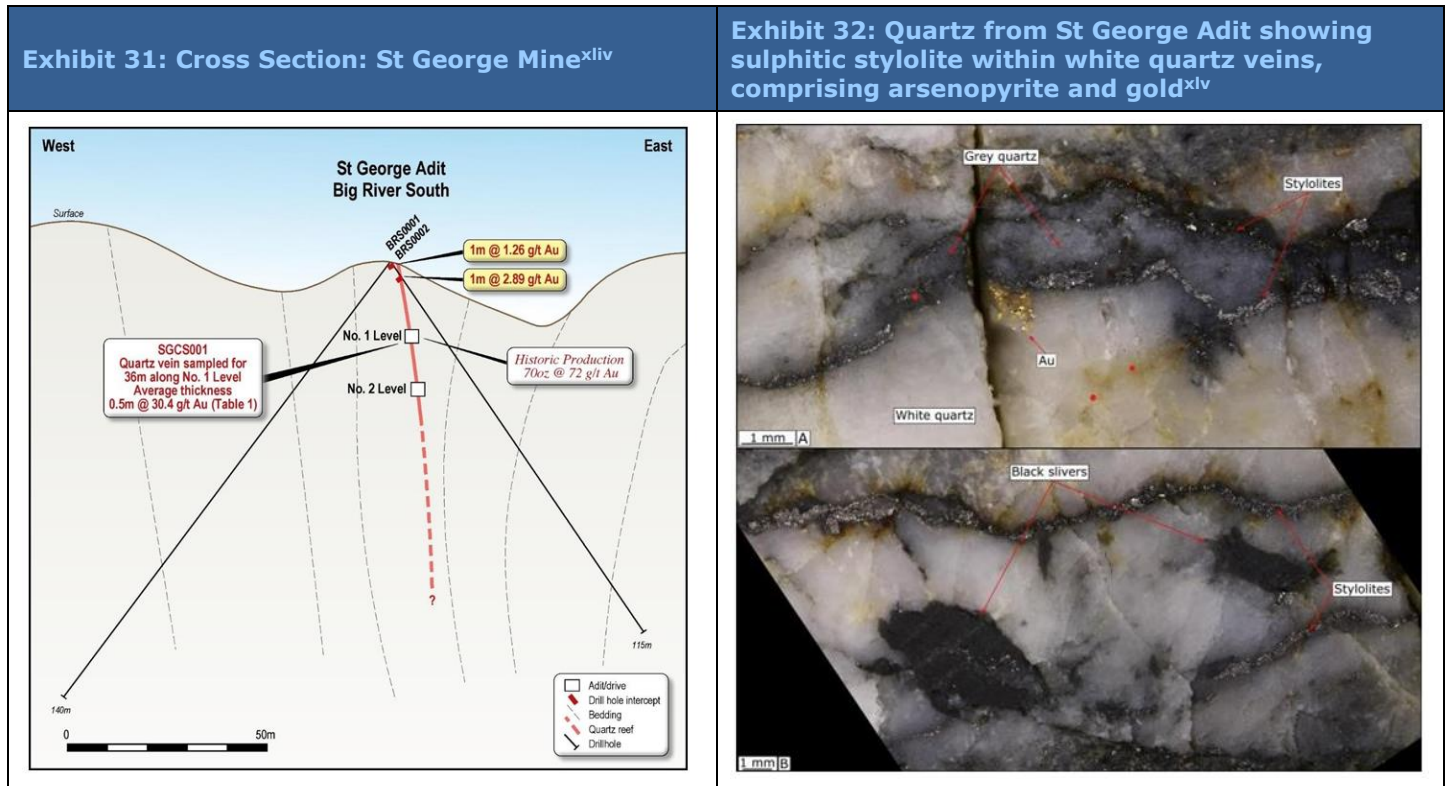 Exhibit 31: Cross Section: St George Mine^xliv
Exhibit 32: Quartz from St George Adit showing
sulphitic stylolite within white quartz veins,
comprising arsenopyrite and gold^xlv
West
East
St George Adit
Big River South
Surface
BRS0001
BRS0002
1m @ 1.26 g/t Au
1m @ 2.89 g/t Au
No. 1 Level
SGCS001
Quartz vein sampled for
36m along No. 1 Level
Average thickness
0.5m @ 30.4 g/t Au (Table 1)
Historic Production
70oz @ 72 g/t Au
No. 2 Level
?
115m
140m
0
50m
Adit/drive
Drill hole intercept
Bedding
Quartz reef
Drillhole
Grey quartz
Stylolites
Au
White quartz
1 mm A
Black slivers
Stylolites
1 mm B